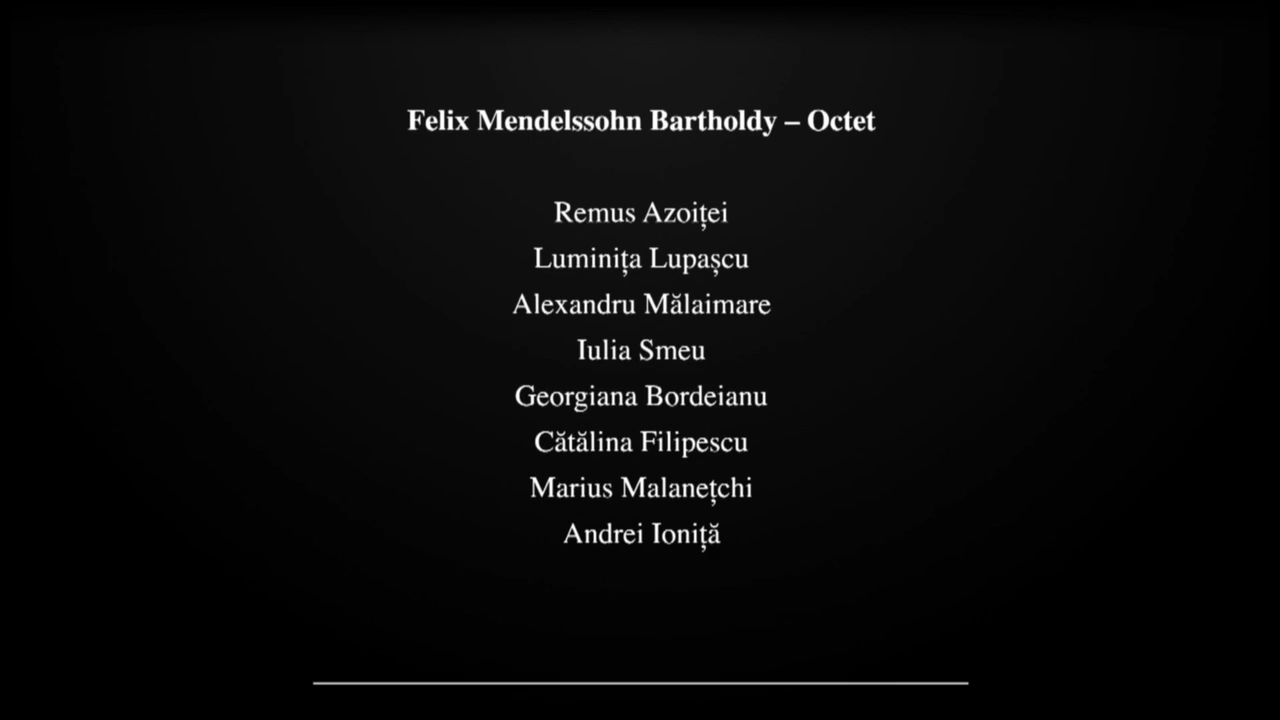 Felix Mendelssohn Bartholdy – Octet
Remus Azoiței
Luminița Lupașcu
Alexandru Mălaimare
Iulia Smeu
Georgiana Bordeianu
Cătălina Filipescu
Marius Malanețchi
Andrei Ioniță